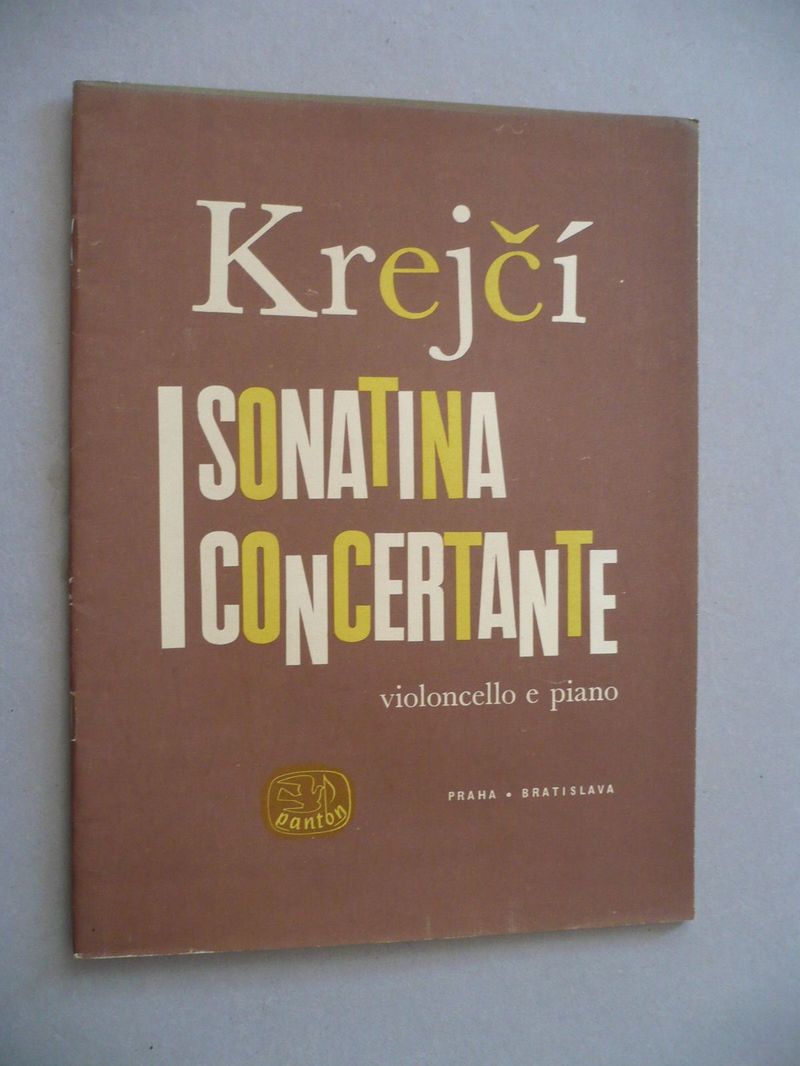 Krejčí
I SONATINA
CONCERTANTE
violoncello e piano
panton
PRAHA • BRATISLAVA